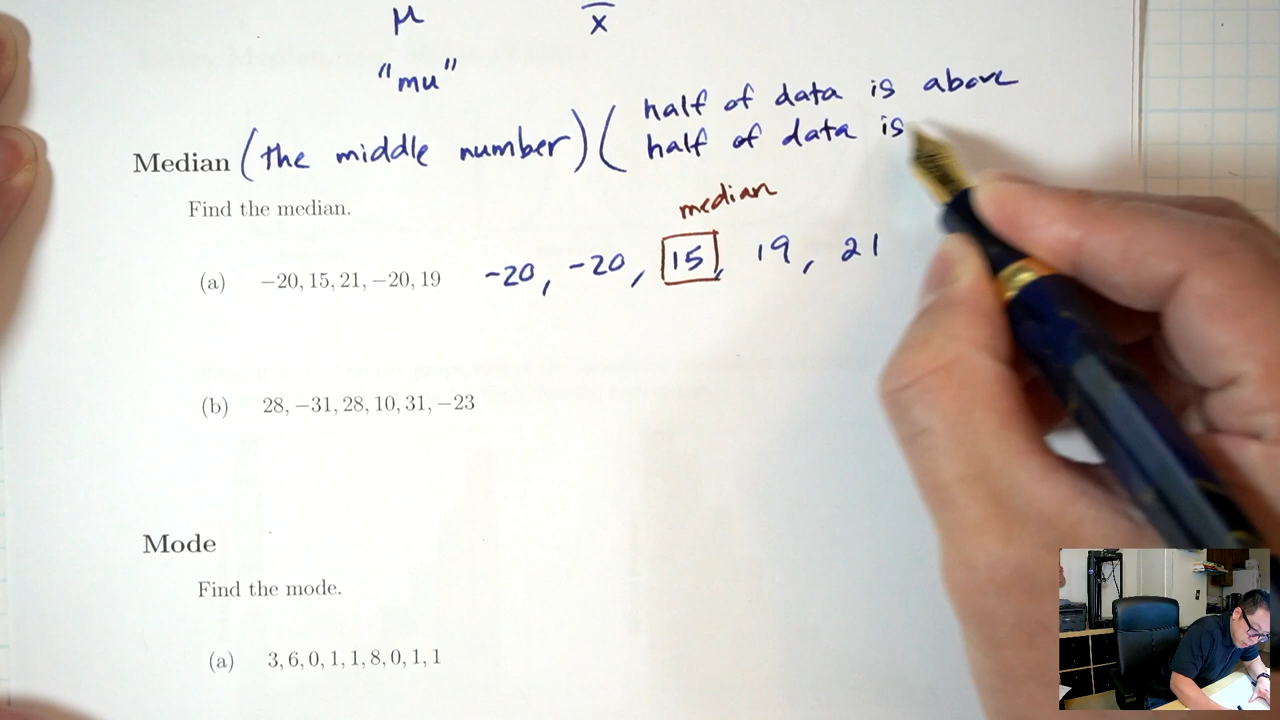 μ x̅
"mu"
half of data is above
Median (the middle number) ( half of data is
Find the median.
median
(a) −20, 15, 21, −20, 19 -20, -20, 15, 19, 21
(b) 28, −31, 28, 10, 31, −23
Mode
Find the mode.
(a) 3, 6, 0, 1, 1, 8, 0, 1, 1